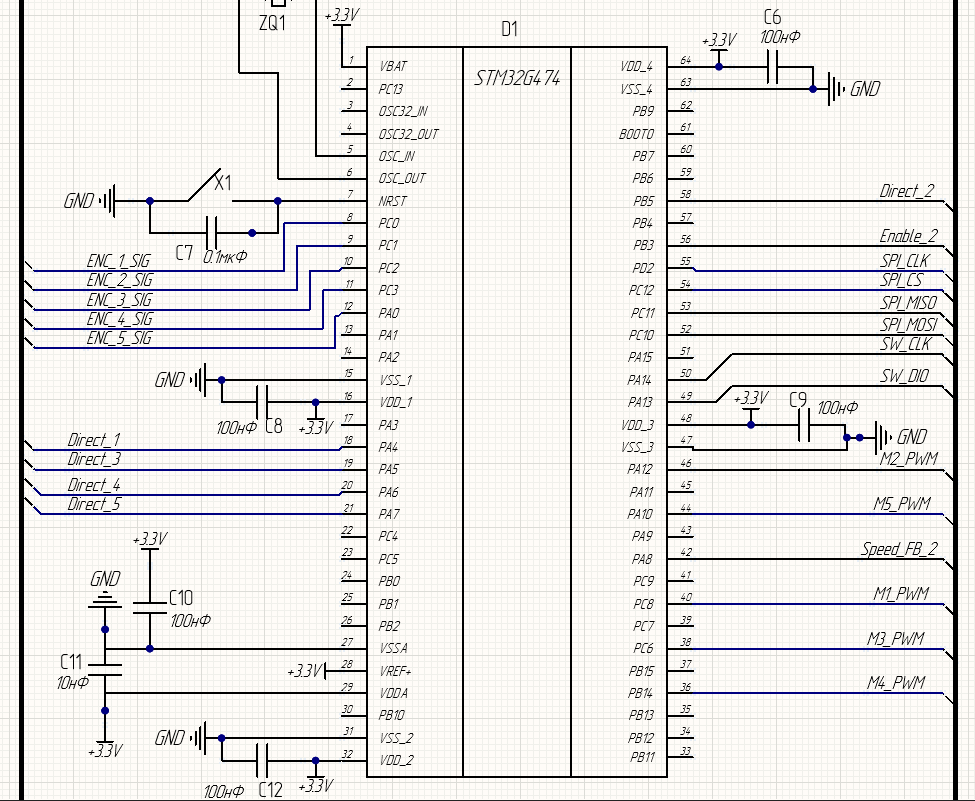 ZQ1
+3.3V
D1
STM32G474
1 VBAT
2 PC13
3 OSC32_IN
4 OSC32_OUT
5 OSC_IN
6 OSC_OUT
7 NRST
8 PC0
9 PC1
10 PC2
11 PC3
12 PA0
13 PA1
14 PA2
15 VSS_1
16 VDD_1
17 PA3
18 PA4
19 PA5
20 PA6
21 PA7
22 PC4
23 PC5
24 PB0
25 PB1
26 PB2
27 VSSA
28 VREF+
29 VDDA
30 PB10
31 VSS_2
32 VDD_2
VDD_4 64
VSS_4 63
PB9 62
BOOT0 61
PB7 60
PB6 59
PB5 58
PB4 57
PB3 56
PD2 55
PC12 54
PC11 53
PC10 52
PA15 51
PA14 50
PA13 49
VDD_3 48
VSS_3 47
PA12 46
PA11 45
PA10 44
PA9 43
PA8 42
PC9 41
PC8 40
PC7 39
PC6 38
PB15 37
PB14 36
PB13 35
PB12 34
PB11 33
GND
X1
C7 0.1мкФ
ENC_1_SIG
ENC_2_SIG
ENC_3_SIG
ENC_4_SIG
ENC_5_SIG
GND
100нФ C8 +3.3V
Direct_1
Direct_3
Direct_4
Direct_5
+3.3V
GND
C10
100нФ
C11
10нФ
+3.3V
+3.3V
GND
100нФ C12 +3.3V
C6
100нФ
+3.3V
GND
Direct_2
Enable_2
SPI_CLK
SPI_CS
SPI_MISO
SPI_MOSI
SW_CLK
SW_DIO
+3.3V C9 100нФ
GND
M2_PWM
M5_PWM
Speed_FB_2
M1_PWM
M3_PWM
M4_PWM